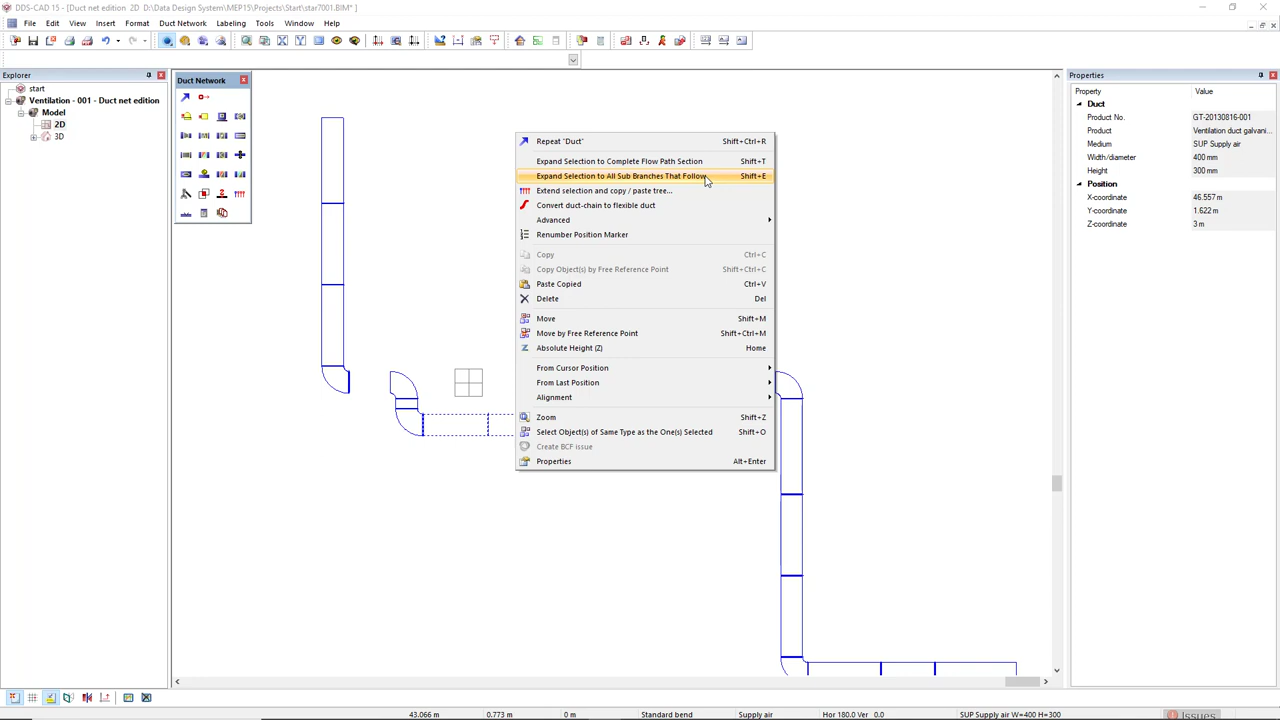 DDS-CAD 15 - [Duct net edition 2D D:\Data Design System\MEP15\Projects\Start\star7001.BIM* ]
File Edit View Insert Format Duct Network Labeling Tools Window Help
Explorer
start
Ventilation - 001 - Duct net edition
Model
2D
3D
Duct Network
Repeat "Duct" Shift+Ctrl+R
Expand Selection to Complete Flow Path Section Shift+T
Expand Selection to All Sub Branches That Follow Shift+E
Extend selection and copy / paste tree...
Convert duct-chain to flexible duct
Advanced
Renumber Position Marker
Copy Ctrl+C
Copy Object(s) by Free Reference Point Shift+Ctrl+C
Paste Copied Ctrl+V
Delete Del
Move Shift+M
Move by Free Reference Point Shift+Ctrl+M
Absolute Height (Z) Home
From Cursor Position
From Last Position
Alignment
Zoom Shift+Z
Select Object(s) of Same Type as the One(s) Selected Shift+O
Create BCF issue
Properties Alt+Enter
Properties
Property Value
Duct
Product No. GT-20130816-001
Product Ventilation duct galvani...
Medium SUP Supply air
Width/diameter 400 mm
Height 300 mm
Position
X-coordinate 46.557 m
Y-coordinate 1.622 m
Z-coordinate 3 m
43.066 m 0.773 m 0 m Standard bend Supply air Hor 180.0 Ver 0.0 SUP Supply air W=400 H=300 Issues